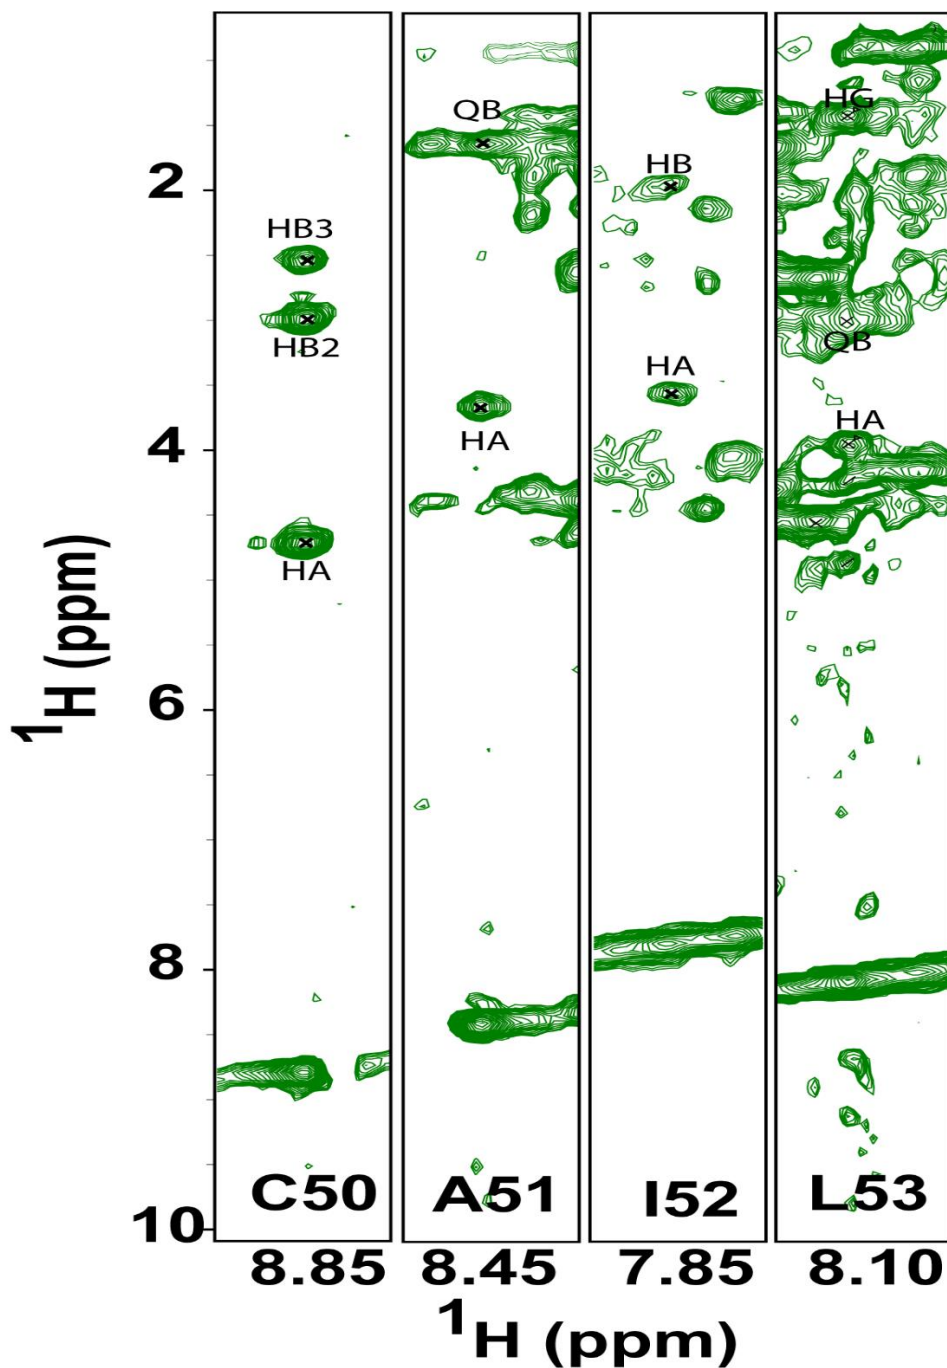 QB
HG
2
HB
HB3
HB2
QB
HA
HA
HA
4
HA
¹H (ppm)
6
8
C50 A51 I52 L53
10
8.85 8.45 7.85 8.10
¹H (ppm)